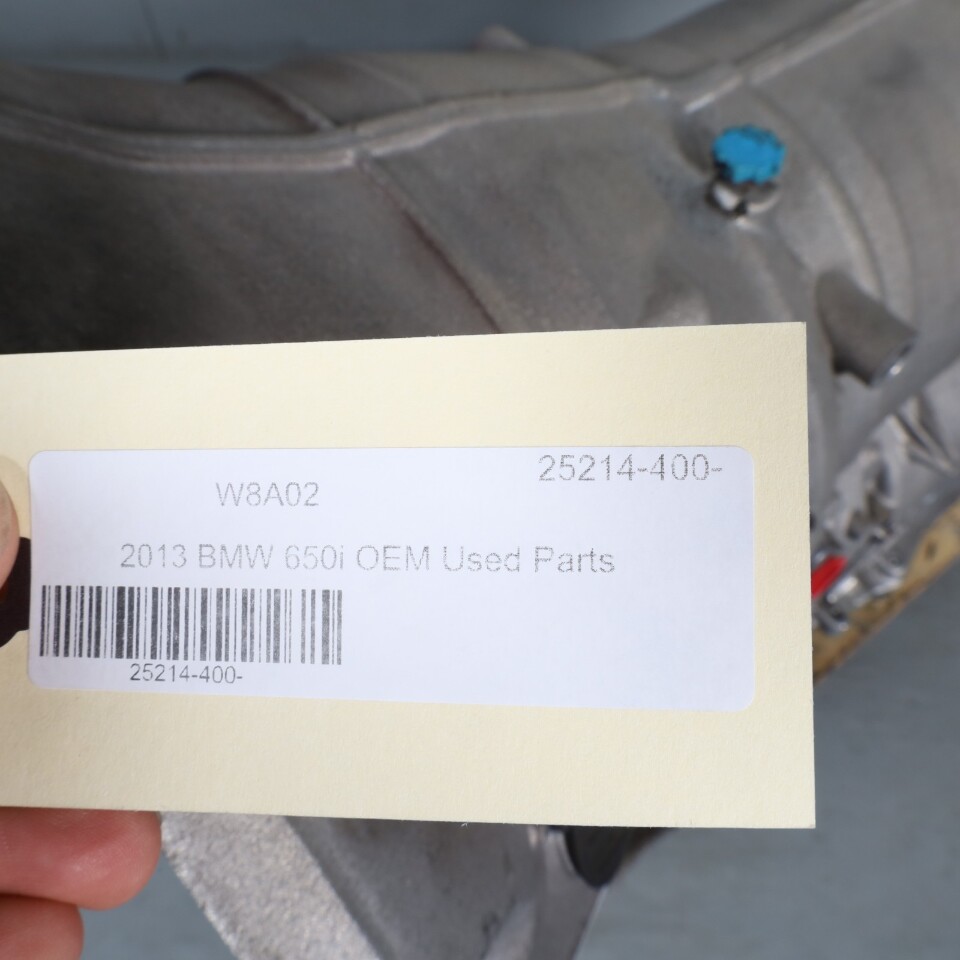 25214-400-
W8A02
2013 BMW 650i OEM Used Parts
25214-400-